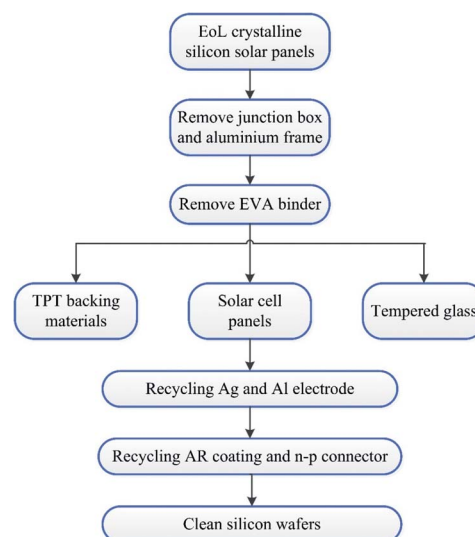 EoL crystalline
silicon solar panels
Remove junction box
and aluminium frame
Remove EVA binder
TPT backing
materials
Solar cell
panels
Tempered glass
Recycling Ag and Al electrode
Recycling AR coating and n-p connector
Clean silicon wafers